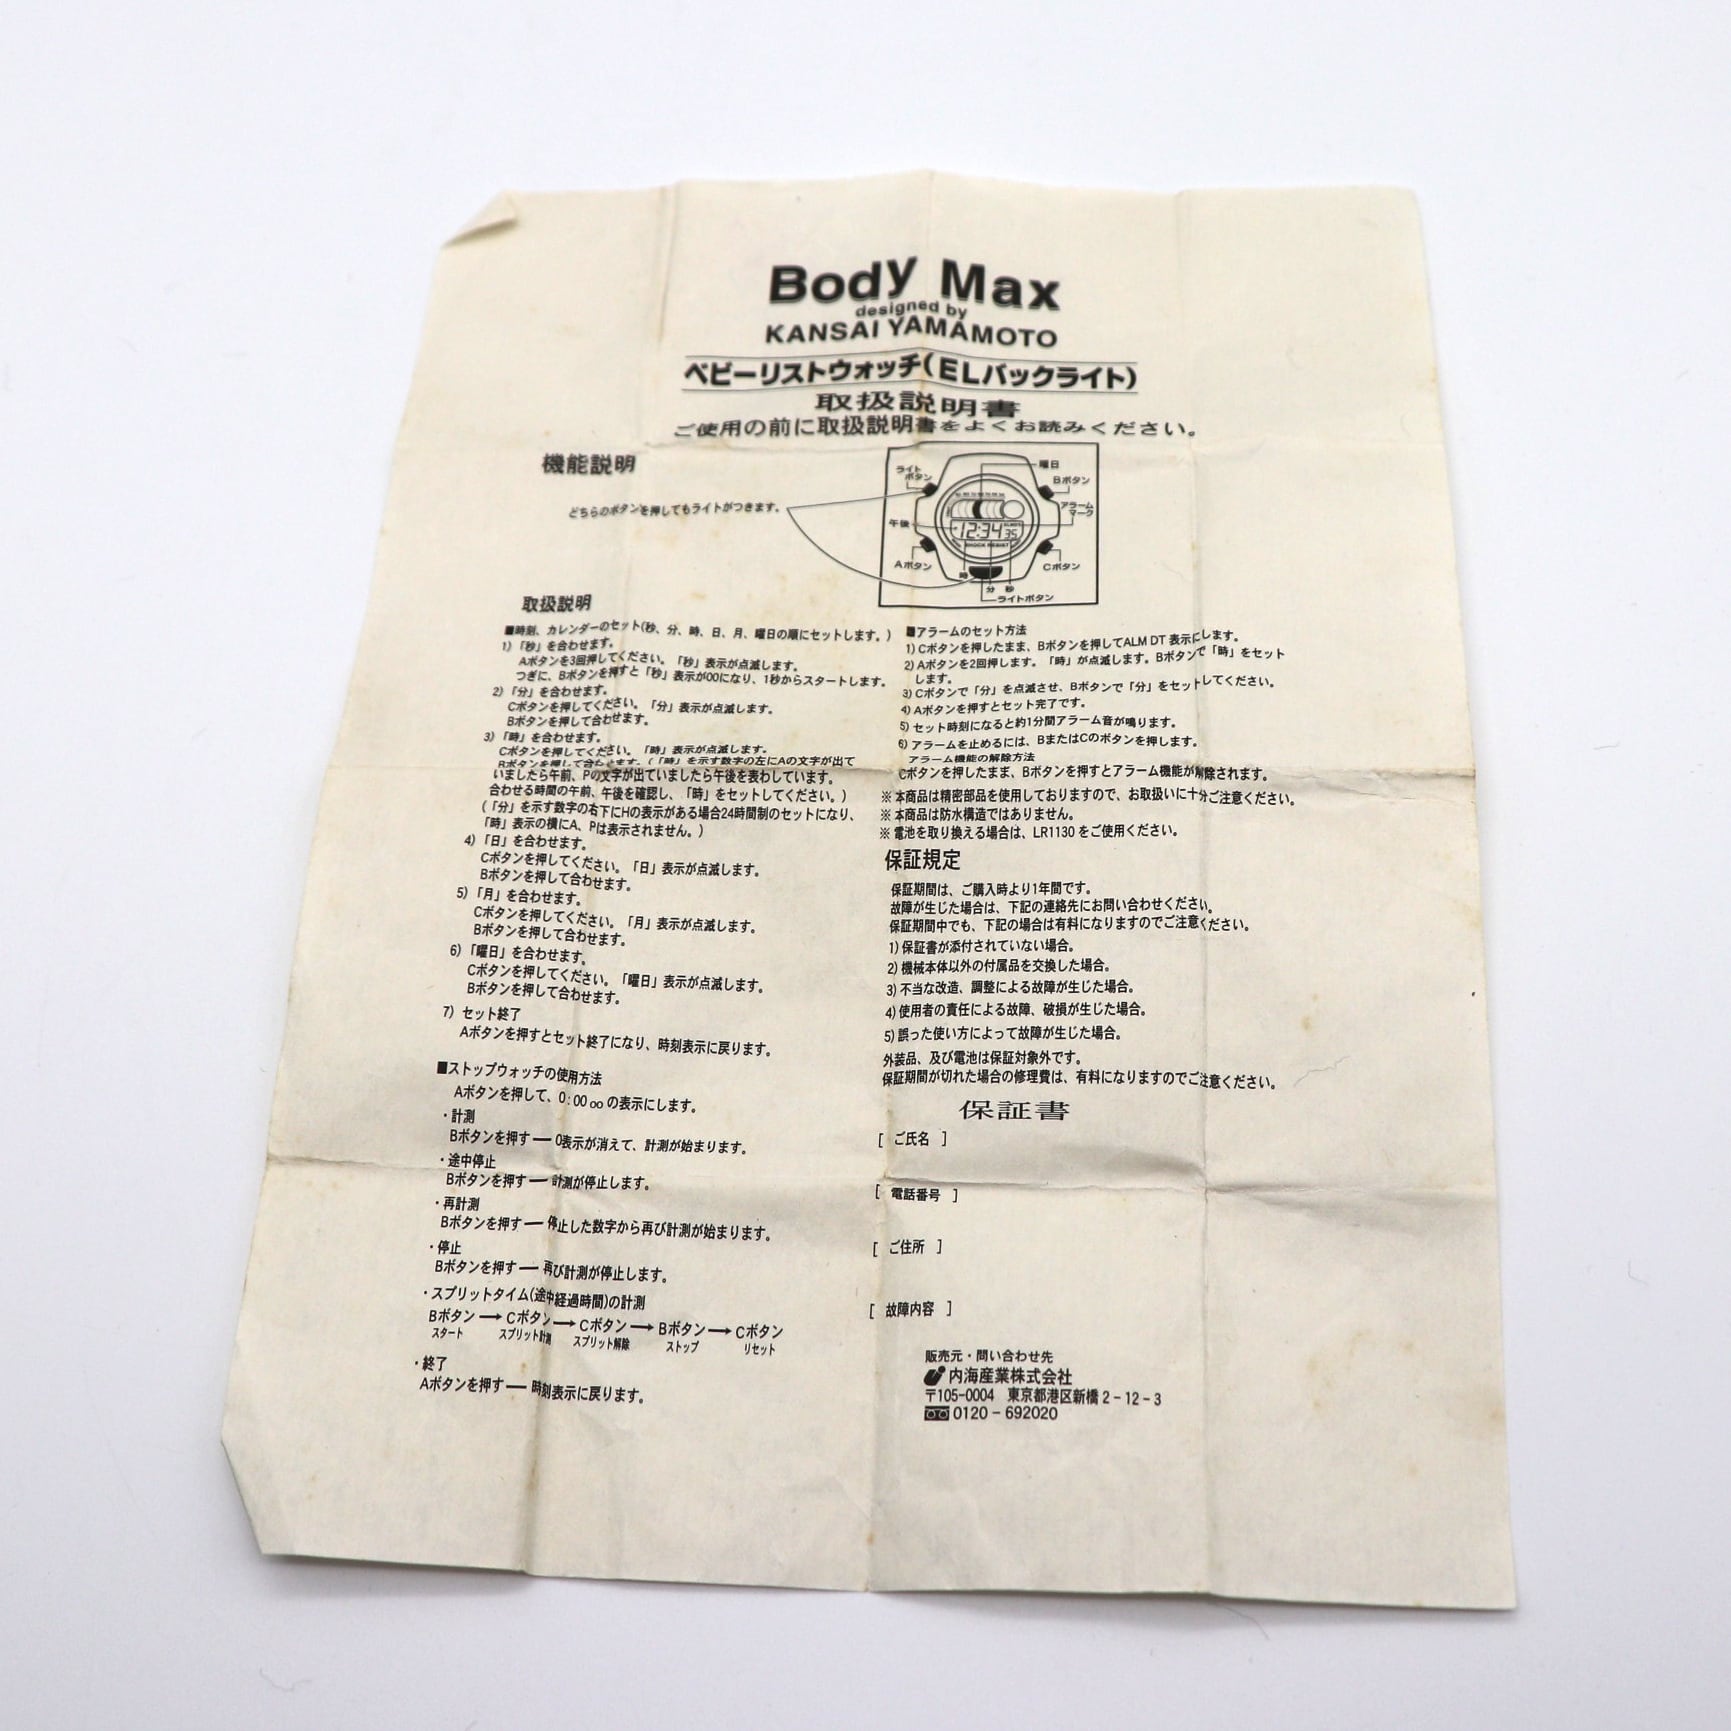 Body Max
designed by
KANSAI YAMAMOTO
ベビーリストウォッチ(ELバックライト)
取扱説明書
ご使用の前に取扱説明書をよくお読みください。
機能説明
どちらのボタンを押してもライトがつきます。
ライト
ボタン
曜日
Bボタン
アラーム
マーク
午後
12:34 35
SHOCK RESIST
Aボタン
Cボタン
時
分 秒
ライトボタン
取扱説明
■時刻、カレンダーのセット(秒、分、時、日、月、曜日の順にセットします。)
1)「秒」を合わせます。
Aボタンを3回押してください。「秒」表示が点滅します。
つぎに、Bボタンを押すと「秒」表示が00になり、1秒からスタートします。
2)「分」を合わせます。
Cボタンを押してください。「分」表示が点滅します。
Bボタンを押して合わせます。
3)「時」を合わせます。
Cボタンを押してください。「時」表示が点滅します。
Bボタンを押して合わせます。(「時」を示す数字の左にAの文字が出て
いましたら午前、Pの文字が出ていましたら午後を表わしています。
合わせる時間の午前、午後を確認し、「時」をセットしてください。)
(「分」を示す数字の右下にHの表示がある場合24時間制のセットになり、
「時」表示の横にA、Pは表示されません。)
4)「日」を合わせます。
Cボタンを押してください。「日」表示が点滅します。
Bボタンを押して合わせます。
5)「月」を合わせます。
Cボタンを押してください。「月」表示が点滅します。
Bボタンを押して合わせます。
6)「曜日」を合わせます。
Cボタンを押してください。「曜日」表示が点滅します。
Bボタンを押して合わせます。
7) セット終了
Aボタンを押すとセット終了になり、時刻表示に戻ります。
■ストップウォッチの使用方法
Aボタンを押して、0:00 00 の表示にします。
・計測
Bボタンを押す ― 0表示が消えて、計測が始まります。
・途中停止
Bボタンを押す ― 計測が停止します。
・再計測
Bボタンを押す ― 停止した数字から再び計測が始まります。
・停止
Bボタンを押す ― 再び計測が停止します。
・スプリットタイム(途中経過時間)の計測
Bボタン → Cボタン → Cボタン → Bボタン → Cボタン
スタート スプリット計測 スプリット解除 ストップ リセット
・終了
Aボタンを押す ― 時刻表示に戻ります。
■アラームのセット方法
1) Cボタンを押したまま、Bボタンを押してALM DT 表示にします。
2) Aボタンを2回押します。「時」が点滅します。Bボタンで「時」をセット
します。
3) Cボタンで「分」を点滅させ、Bボタンで「分」をセットしてください。
4) Aボタンを押すとセット完了です。
5) セット時刻になると約1分間アラーム音が鳴ります。
6) アラームを止めるには、BまたはCのボタンを押します。
アラーム機能の解除方法
Cボタンを押したまま、Bボタンを押すとアラーム機能が解除されます。
※ 本商品は精密部品を使用しておりますので、お取扱いに十分ご注意ください。
※ 本商品は防水構造ではありません。
※ 電池を取り換える場合は、LR1130 をご使用ください。
保証規定
保証期間は、ご購入時より1年間です。
故障が生じた場合は、下記の連絡先にお問い合わせください。
保証期間中でも、下記の場合は有料になりますのでご注意ください。
1) 保証書が添付されていない場合。
2) 機械本体以外の付属品を交換した場合。
3) 不当な改造、調整による故障が生じた場合。
4) 使用者の責任による故障、破損が生じた場合。
5) 誤った使い方によって故障が生じた場合。
外装品、及び電池は保証対象外です。
保証期間が切れた場合の修理費は、有料になりますのでご注意ください。
保証書
[ ご氏名 ]
[ 電話番号 ]
[ ご住所 ]
[ 故障内容 ]
販売元・問い合わせ先
内海産業株式会社
〒105-0004 東京都港区新橋 2-12-3
0120-692020